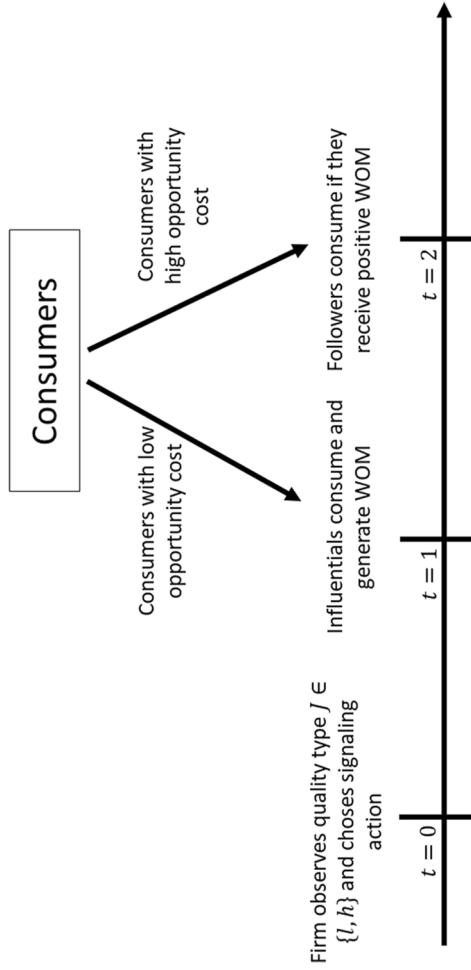 Consumers
Consumers with low
opportunity cost
Consumers with
high opportunity
cost
Firm observes quality type J ∈
{l, h} and choses signaling
action
Influentials consume and
generate WOM
Followers consume if they
receive positive WOM
t = 0
t = 1
t = 2